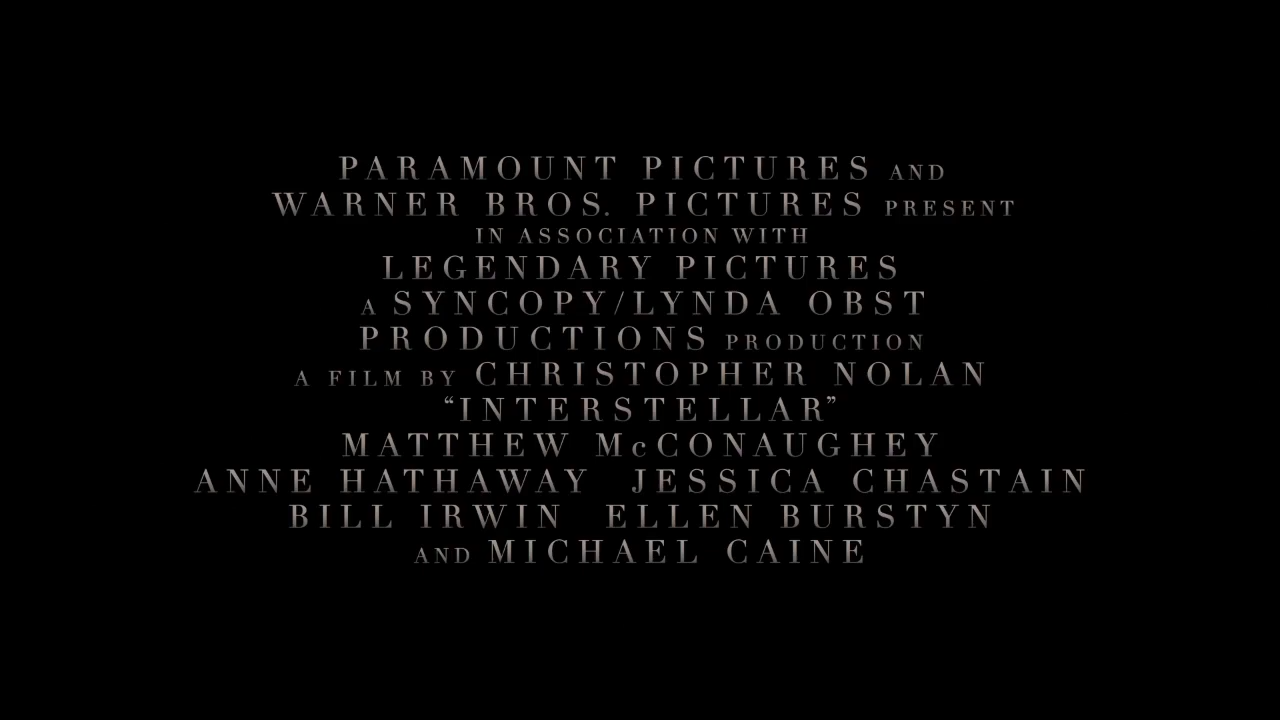 PARAMOUNT PICTURES AND
WARNER BROS. PICTURES PRESENT
IN ASSOCIATION WITH
LEGENDARY PICTURES
A SYNCOPY/LYNDA OBST
PRODUCTIONS PRODUCTION
A FILM BY CHRISTOPHER NOLAN
“INTERSTELLAR”
MATTHEW McCONAUGHEY
ANNE HATHAWAY JESSICA CHASTAIN
BILL IRWIN ELLEN BURSTYN
AND MICHAEL CAINE